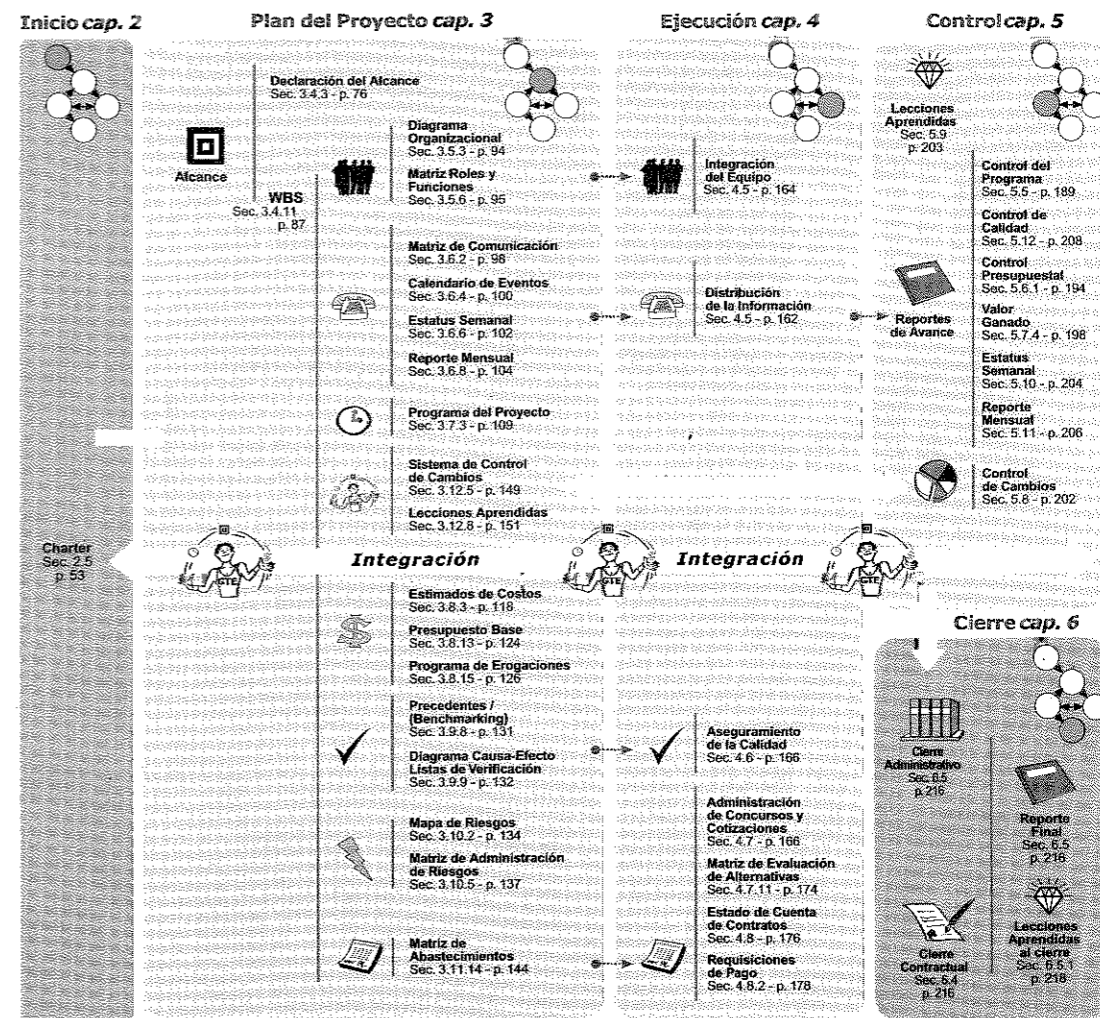 Inicio cap. 2
Charter
Sec. 2.5
p. 53
Plan del Proyecto cap. 3
Alcance
Declaración del Alcance
Sec. 3.4.3 - p. 76
WBS
Sec. 3.4.11
p. 87
Diagrama
Organizacional
Sec. 3.5.3 - p. 94
Matriz Roles y
Funciones
Sec. 3.5.6 - p. 95
Matriz de Comunicación
Sec. 3.6.2 - p. 98
Calendario de Eventos
Sec. 3.6.4 - p. 100
Estatus Semanal
Sec. 3.6.6 - p. 102
Reporte Mensual
Sec. 3.6.8 - p. 104
Programa del Proyecto
Sec. 3.7.3 - p. 109
Sistema de Control
de Cambios
Sec. 3.12.5 - p. 149
Lecciones Aprendidas
Sec. 3.12.8 - p. 151
GTE
Integración
GTE
Integración
GTE
Estimados de Costos
Sec. 3.8.3 - p. 118
Presupuesto Base
Sec. 3.8.13 - p. 124
Programa de Erogaciones
Sec. 3.8.15 - p. 126
Precedentes /
(Benchmarking)
Sec. 3.9.8 - p. 131
Diagrama Causa-Efecto
Listas de Verificación
Sec. 3.9.9 - p. 132
Mapa de Riesgos
Sec. 3.10.2 - p. 134
Matriz de Administración
de Riesgos
Sec. 3.10.5 - p. 137
Matriz de
Abastecimientos
Sec. 3.11.14 - p. 144
Ejecución cap. 4
Integración
del Equipo
Sec. 4.5 - p. 164
Distribución
de la Información
Sec. 4.5 - p. 162
Aseguramiento
de la Calidad
Sec. 4.6 - p. 166
Administración
de Concursos y
Cotizaciones
Sec. 4.7 - p. 166
Matriz de Evaluación
de Alternativas
Sec. 4.7.11 - p. 174
Estado de Cuenta
de Contratos
Sec. 4.8 - p. 176
Requisiciones
de Pago
Sec. 4.8.2 - p. 178
Control cap. 5
Lecciones
Aprendidas
Sec. 5.9
p. 203
Reportes
de Avance
Control del
Programa
Sec. 5.5 - p. 189
Control de
Calidad
Sec. 5.12 - p. 208
Control
Presupuestal
Sec. 5.6.1 - p. 194
Valor
Ganado
Sec. 5.7.4 - p. 198
Estatus
Semanal
Sec. 5.10 - p. 204
Reporte
Mensual
Sec. 5.11 - p. 206
Control
de Cambios
Sec. 5.8 - p. 202
Cierre cap. 6
Cierre
Administrativo
Sec. 6.5
p. 216
Cierre
Contractual
Sec. 6.4
p. 216
Reporte
Final
Sec. 6.5
p. 216
Lecciones
Aprendidas
al cierre
Sec. 6.5.1
p. 218